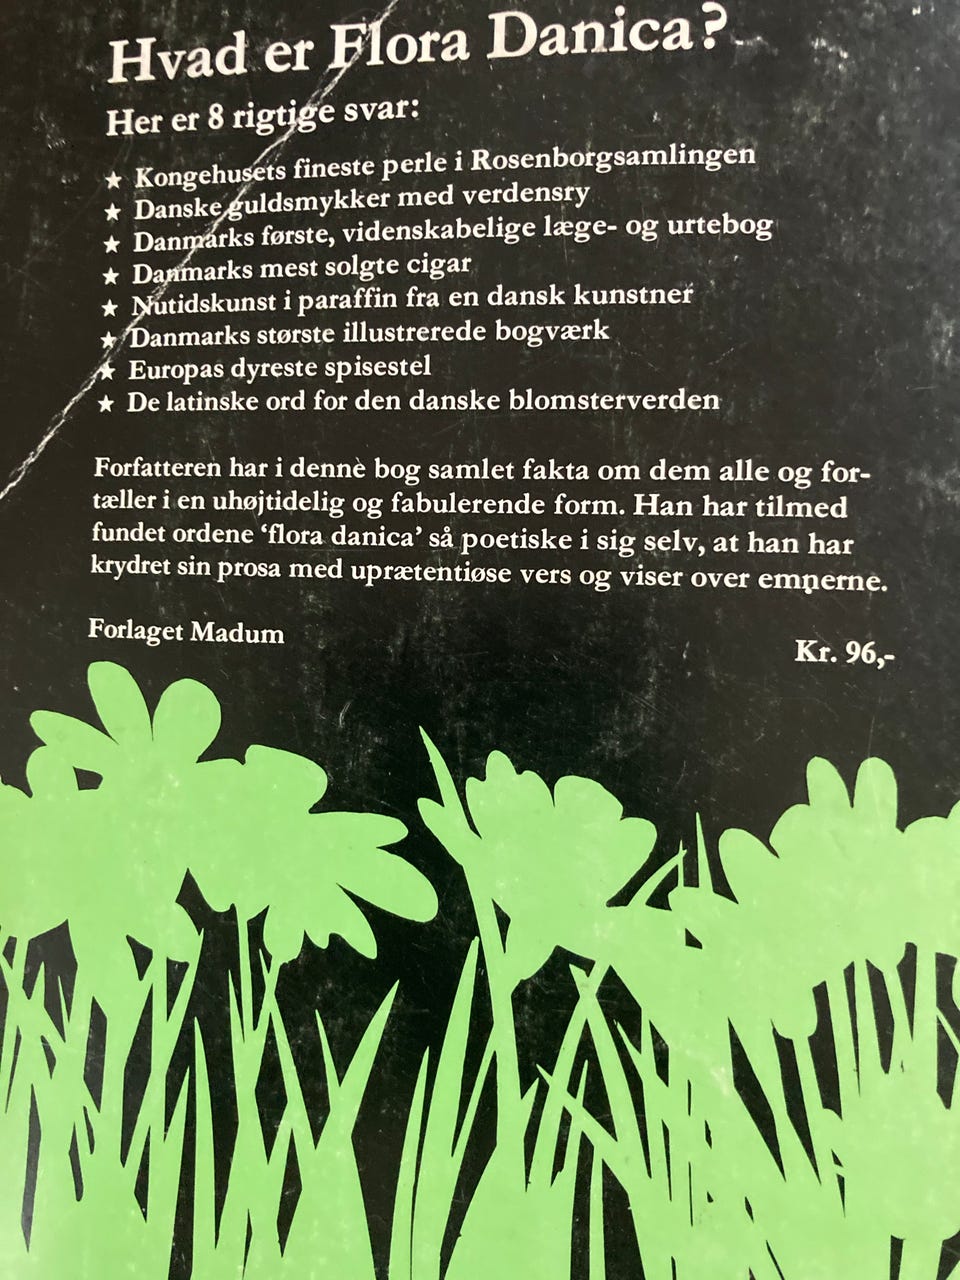 Hvad er Flora Danica?
Her er 8 rigtige svar:
★ Kongehusets fineste perle i Rosenborgsamlingen
★ Danske guldsmykker med verdensry
★ Danmarks første, videnskabelige læge- og urtebog
★ Danmarks mest solgte cigar
★ Nutidskunst i paraffin fra en dansk kunstner
★ Danmarks største illustrerede bogværk
★ Europas dyreste spisestel
★ De latinske ord for den danske blomsterverden
Forfatteren har i denne bog samlet fakta om dem alle og for-
tæller i en uhøjtidelig og fabulerende form. Han har tilmed
fundet ordene ‘flora danica’ så poetiske i sig selv, at han har
krydret sin prosa med uprætentiøse vers og viser over emnerne.
Forlaget Madum
Kr. 96,-